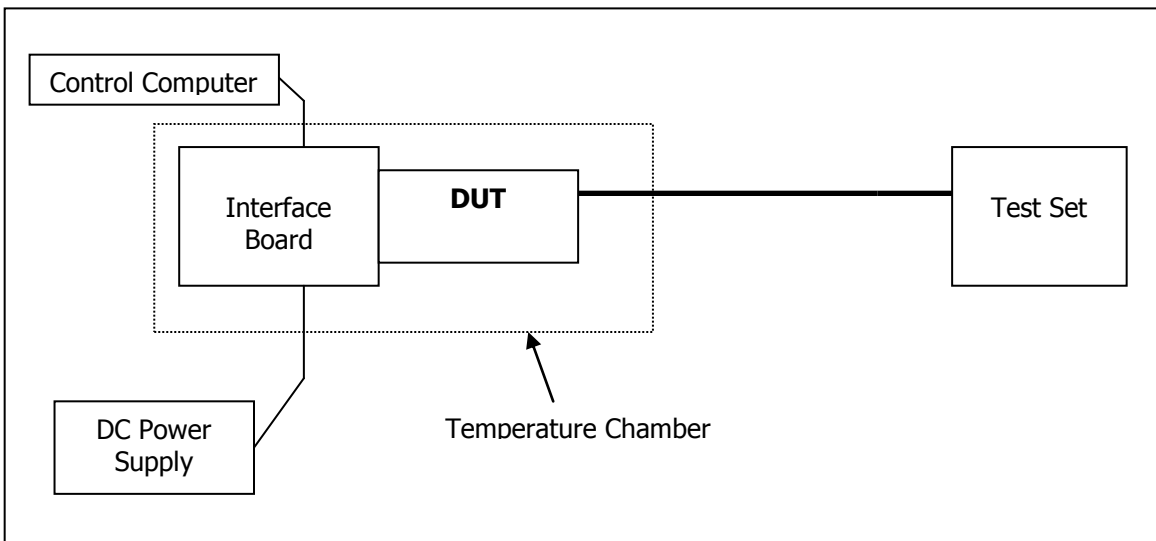 Control Computer
Interface
Board
DUT
Test Set
Temperature Chamber
DC Power
Supply